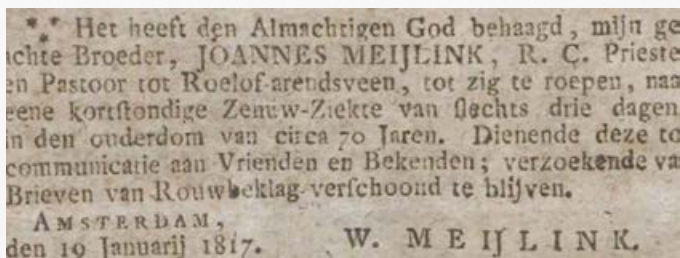 ⁂ Het heeft den Almachtigen God behaagd, mijn ge
achte Broeder, JOANNES MEIJLINK, R. C. Prieste
en Pastoor tot Roelof-arendsveen, tot zig te roepen, naa
eene kortſtondige Zenuw-Ziekte van ſlechts drie dagen
in den ouderdom van circa 70 Jaren. Dienende deze to
communicatie aan Vrienden en Bekenden; verzoekende va
Brieven van Rouwbeklag verſchoond te blijven.
AMSTERDAM,
den 19 Januarij 1817. W. MEIJLINK.